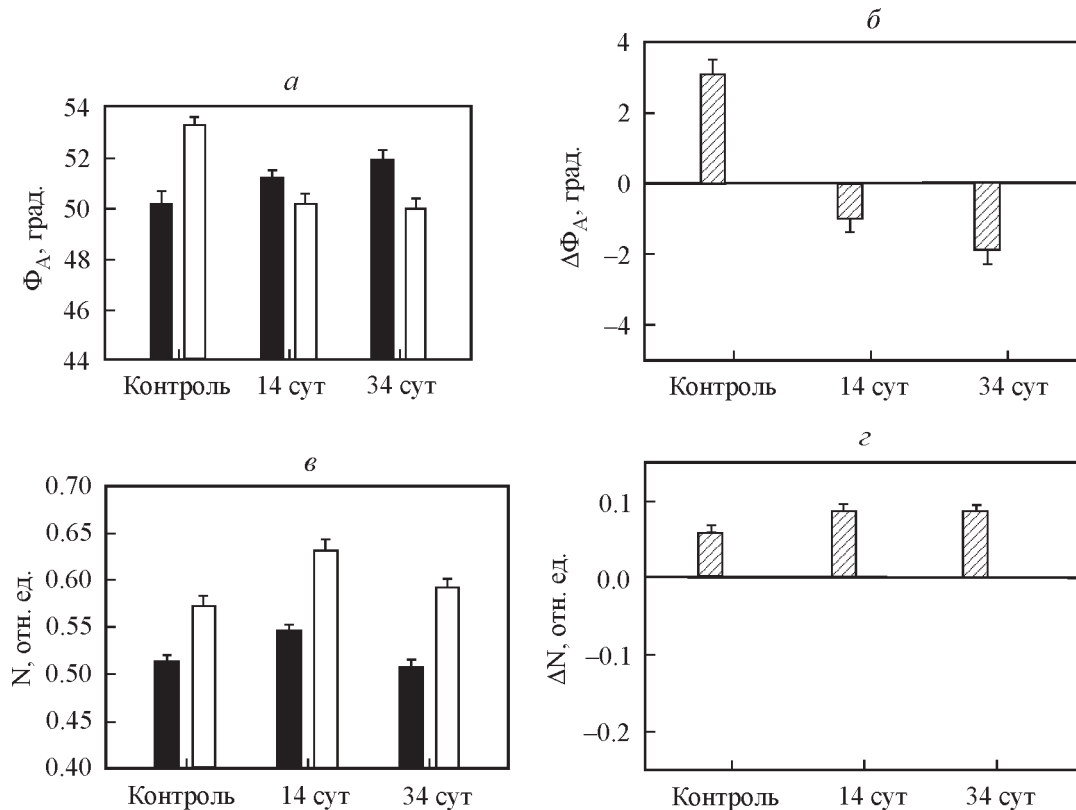 а
54
52
50
48
46
44
Φ_A, град.
Контроль 14 сут 34 сут
б
4
2
0
–2
–4
ΔΦ_A, град.
Контроль 14 сут 34 сут
в
0.70
0.65
0.60
0.55
0.50
0.45
0.40
N, отн. ед.
Контроль 14 сут 34 сут
г
0.1
0.0
–0.1
–0.2
ΔN, отн. ед.
Контроль 14 сут 34 сут